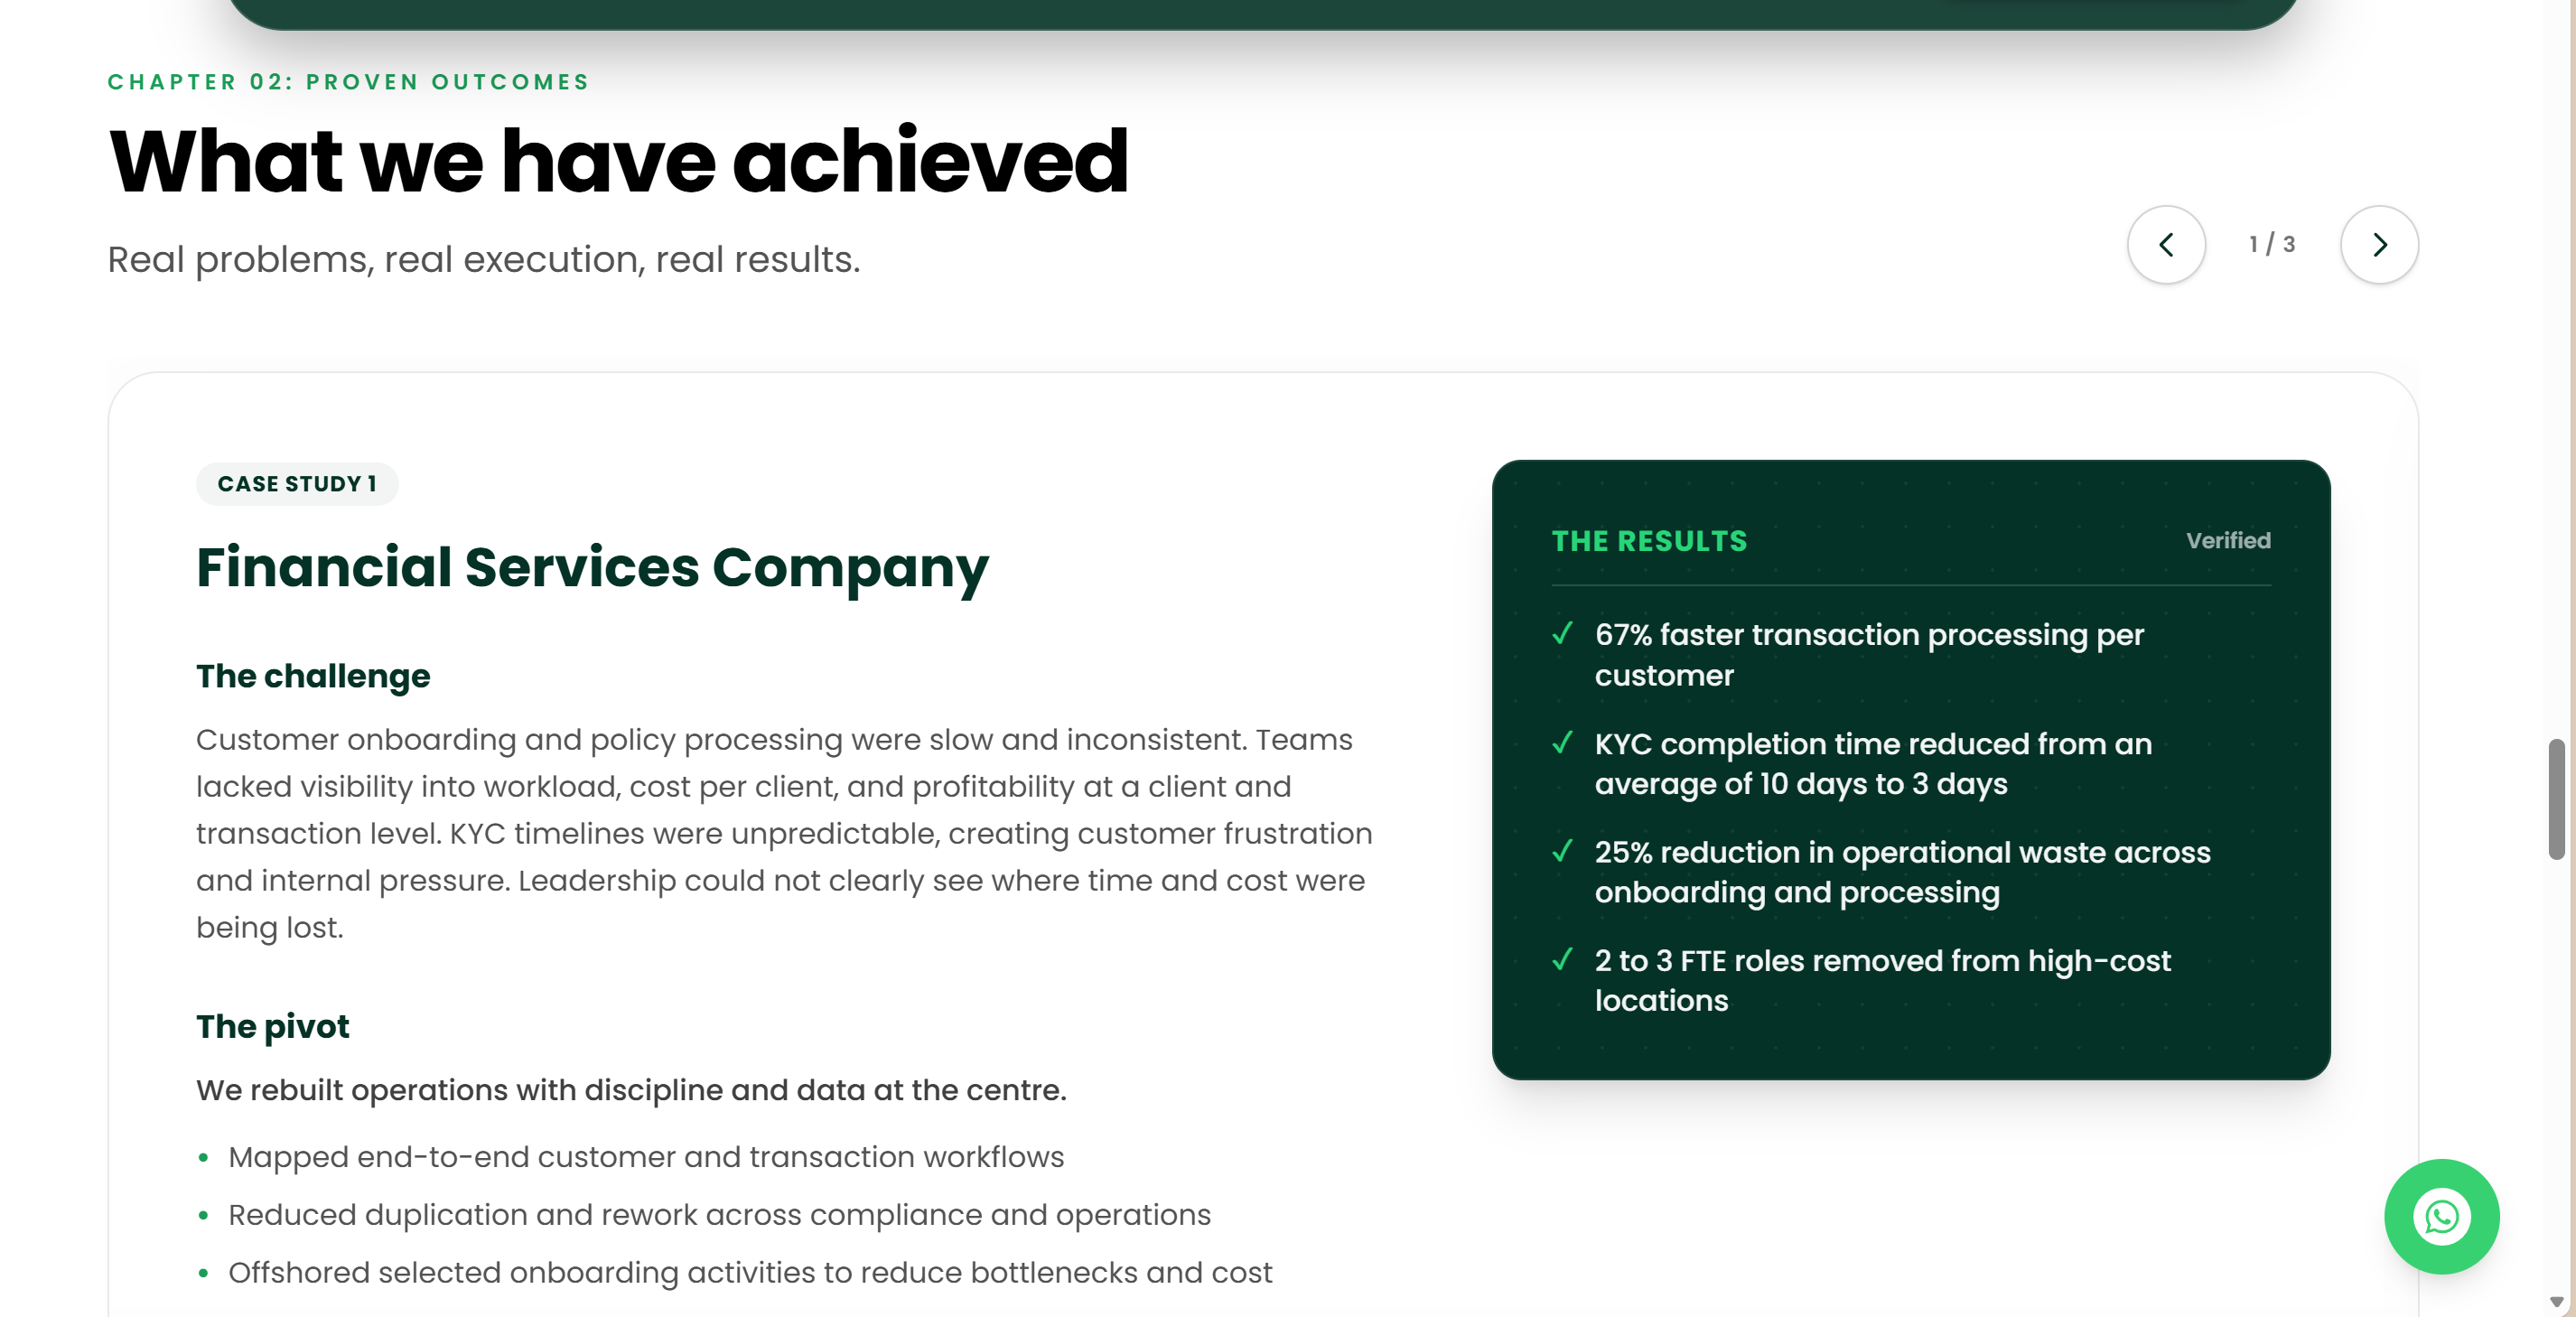 CHAPTER 02: PROVEN OUTCOMES
What we have achieved
Real problems, real execution, real results.
1 / 3
CASE STUDY 1
Financial Services Company
The challenge
Customer onboarding and policy processing were slow and inconsistent. Teams
lacked visibility into workload, cost per client, and profitability at a client and
transaction level. KYC timelines were unpredictable, creating customer frustration
and internal pressure. Leadership could not clearly see where time and cost were
being lost.
The pivot
We rebuilt operations with discipline and data at the centre.
• Mapped end-to-end customer and transaction workflows
• Reduced duplication and rework across compliance and operations
• Offshored selected onboarding activities to reduce bottlenecks and cost
THE RESULTS
Verified
✓ 67% faster transaction processing per
customer
✓ KYC completion time reduced from an
average of 10 days to 3 days
✓ 25% reduction in operational waste across
onboarding and processing
✓ 2 to 3 FTE roles removed from high-cost
locations